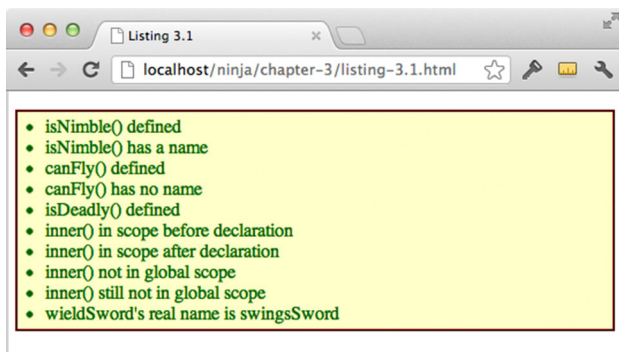 Listing 3.1
localhost/ninja/chapter-3/listing-3.1.html
isNimble() defined
isNimble() has a name
canFly() defined
canFly() has no name
isDeadly() defined
inner() in scope before declaration
inner() in scope after declaration
inner() not in global scope
inner() still not in global scope
wieldSword's real name is swingsSword